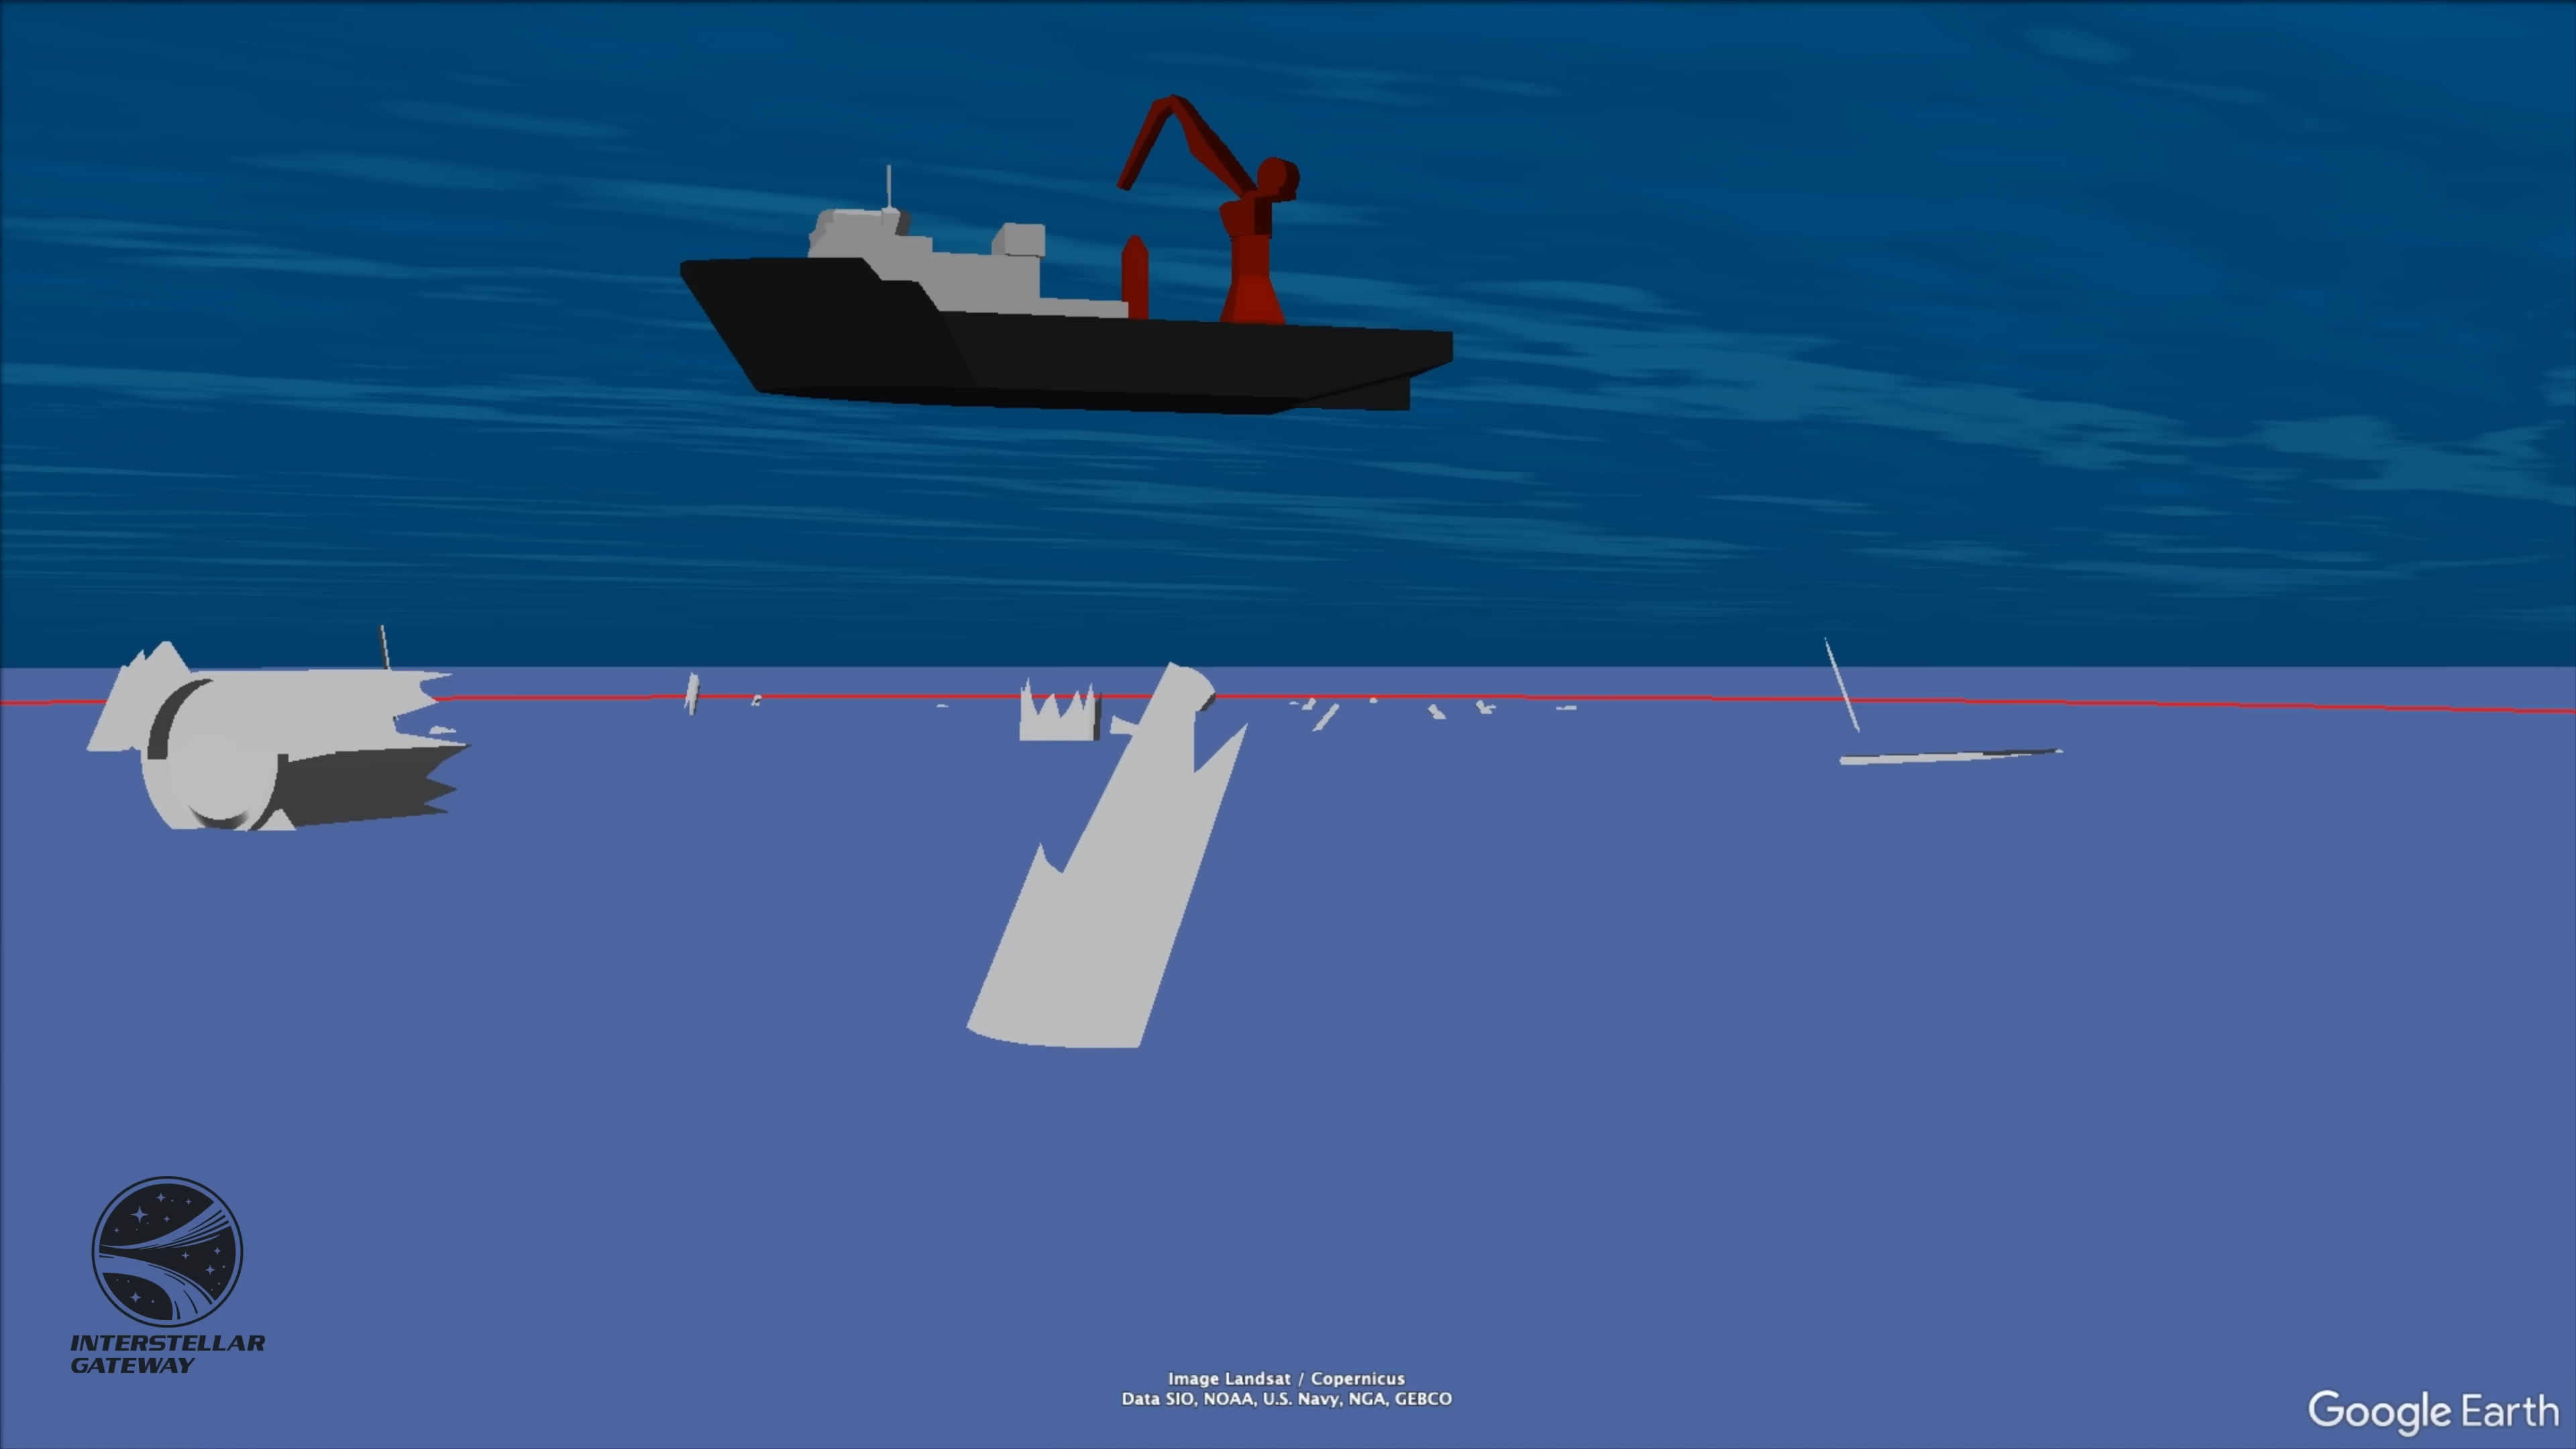 INTERSTELLAR
GATEWAY
Image Landsat / Copernicus
Data SIO, NOAA, U.S. Navy, NGA, GEBCO
Google Earth